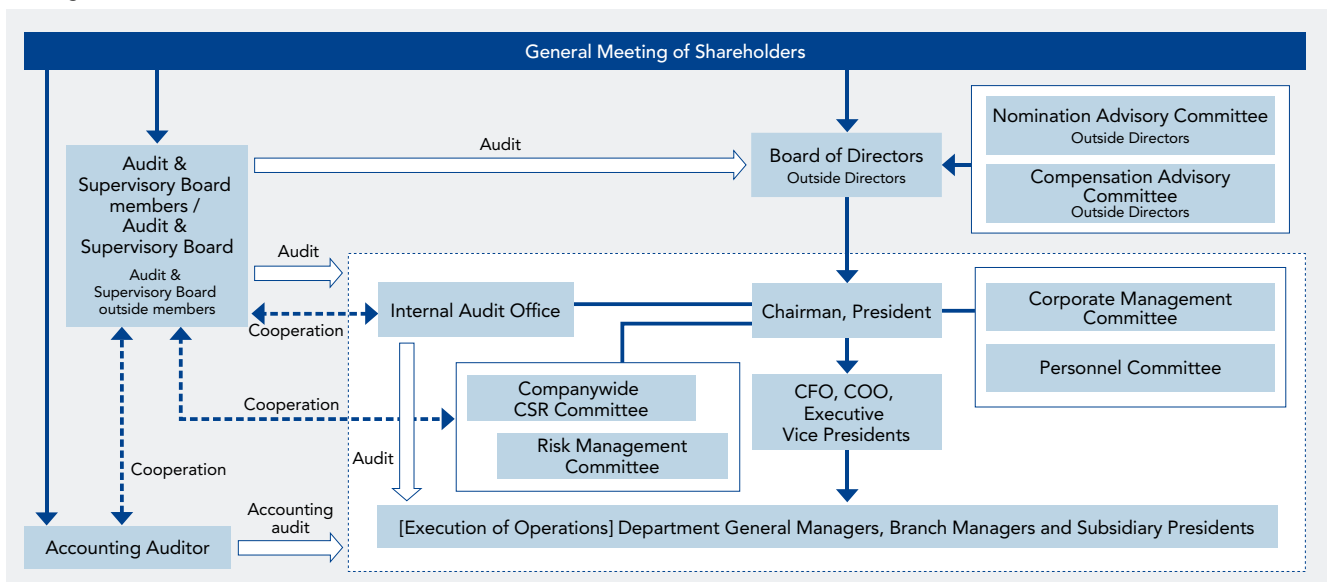 General Meeting of Shareholders
Nomination Advisory Committee
Outside Directors
Compensation Advisory
Committee
Outside Directors
Board of Directors
Outside Directors
Audit
Audit &
Supervisory Board
members /
Audit &
Supervisory Board
Audit &
Supervisory Board
outside members
Audit
Cooperation
Internal Audit Office
Chairman, President
Corporate Management
Committee
Personnel Committee
Cooperation
Companywide
CSR Committee
Risk Management
Committee
CFO, COO,
Executive
Vice Presidents
Audit
Cooperation
Accounting
audit
Accounting Auditor
[Execution of Operations] Department General Managers, Branch Managers and Subsidiary Presidents